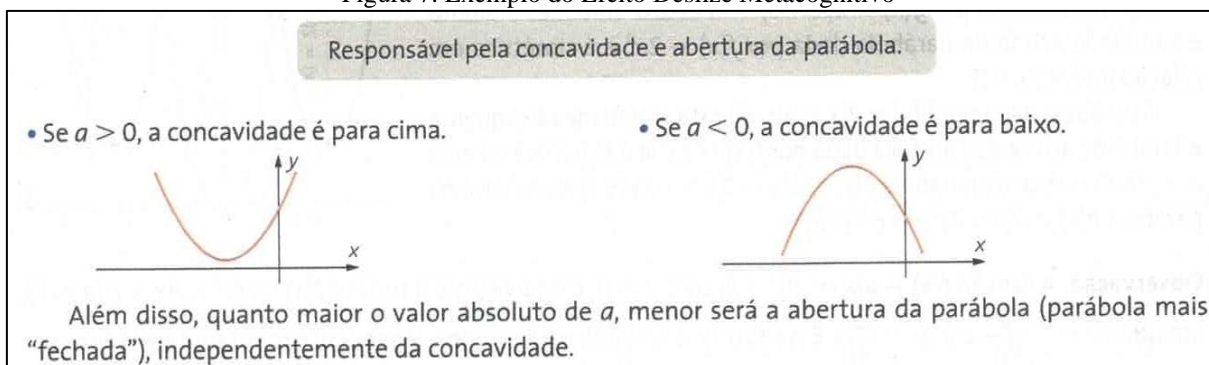 Figura 7: Exemplo do Efeito Deslize Metacognitivo
Responsável pela concavidade e abertura da parábola.
• Se a > 0, a concavidade é para cima.
• Se a < 0, a concavidade é para baixo.
y
x
y
x
Além disso, quanto maior o valor absoluto de a, menor será a abertura da parábola (parábola mais
“fechada”), independentemente da concavidade.